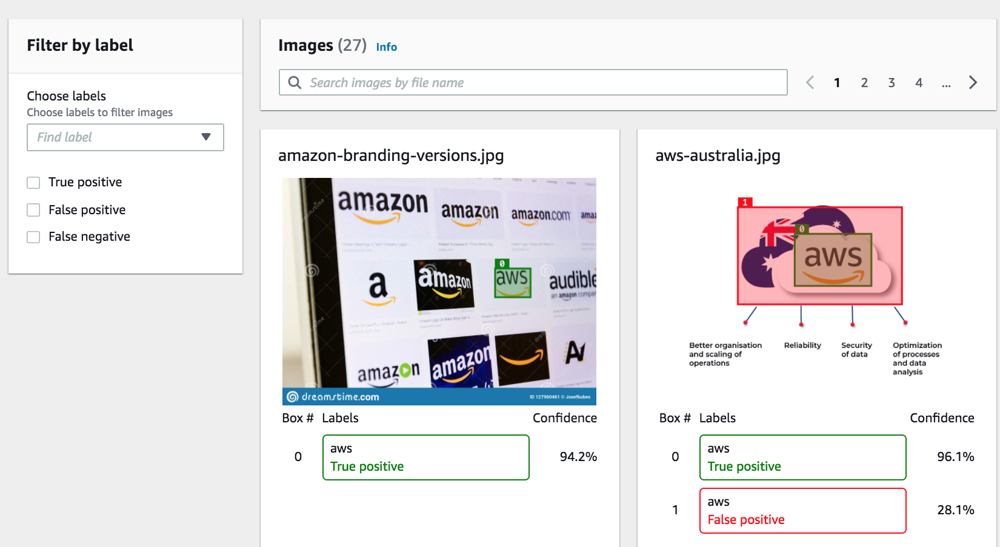 Filter by label
Choose labels
Choose labels to filter images
Find label
True positive
False positive
False negative
Images (27) Info
Search images by file name
1 2 3 4 ...
amazon-branding-versions.jpg
amazon
amazon
amazon.com
amaz
a
amazon
0
aws
audible
an amazon compan
amazon
amazon
A
dreamstime.com
ID 127960461 © Josefkubes
Box # Labels Confidence
0 aws 94.2%
True positive
aws-australia.jpg
1
0
aws
Better organisation
and scaling of
operations
Reliability
Security
of data
Optimization
of processes
and data
analysis
Box # Labels Confidence
0 aws 96.1%
True positive
1 aws 28.1%
False positive